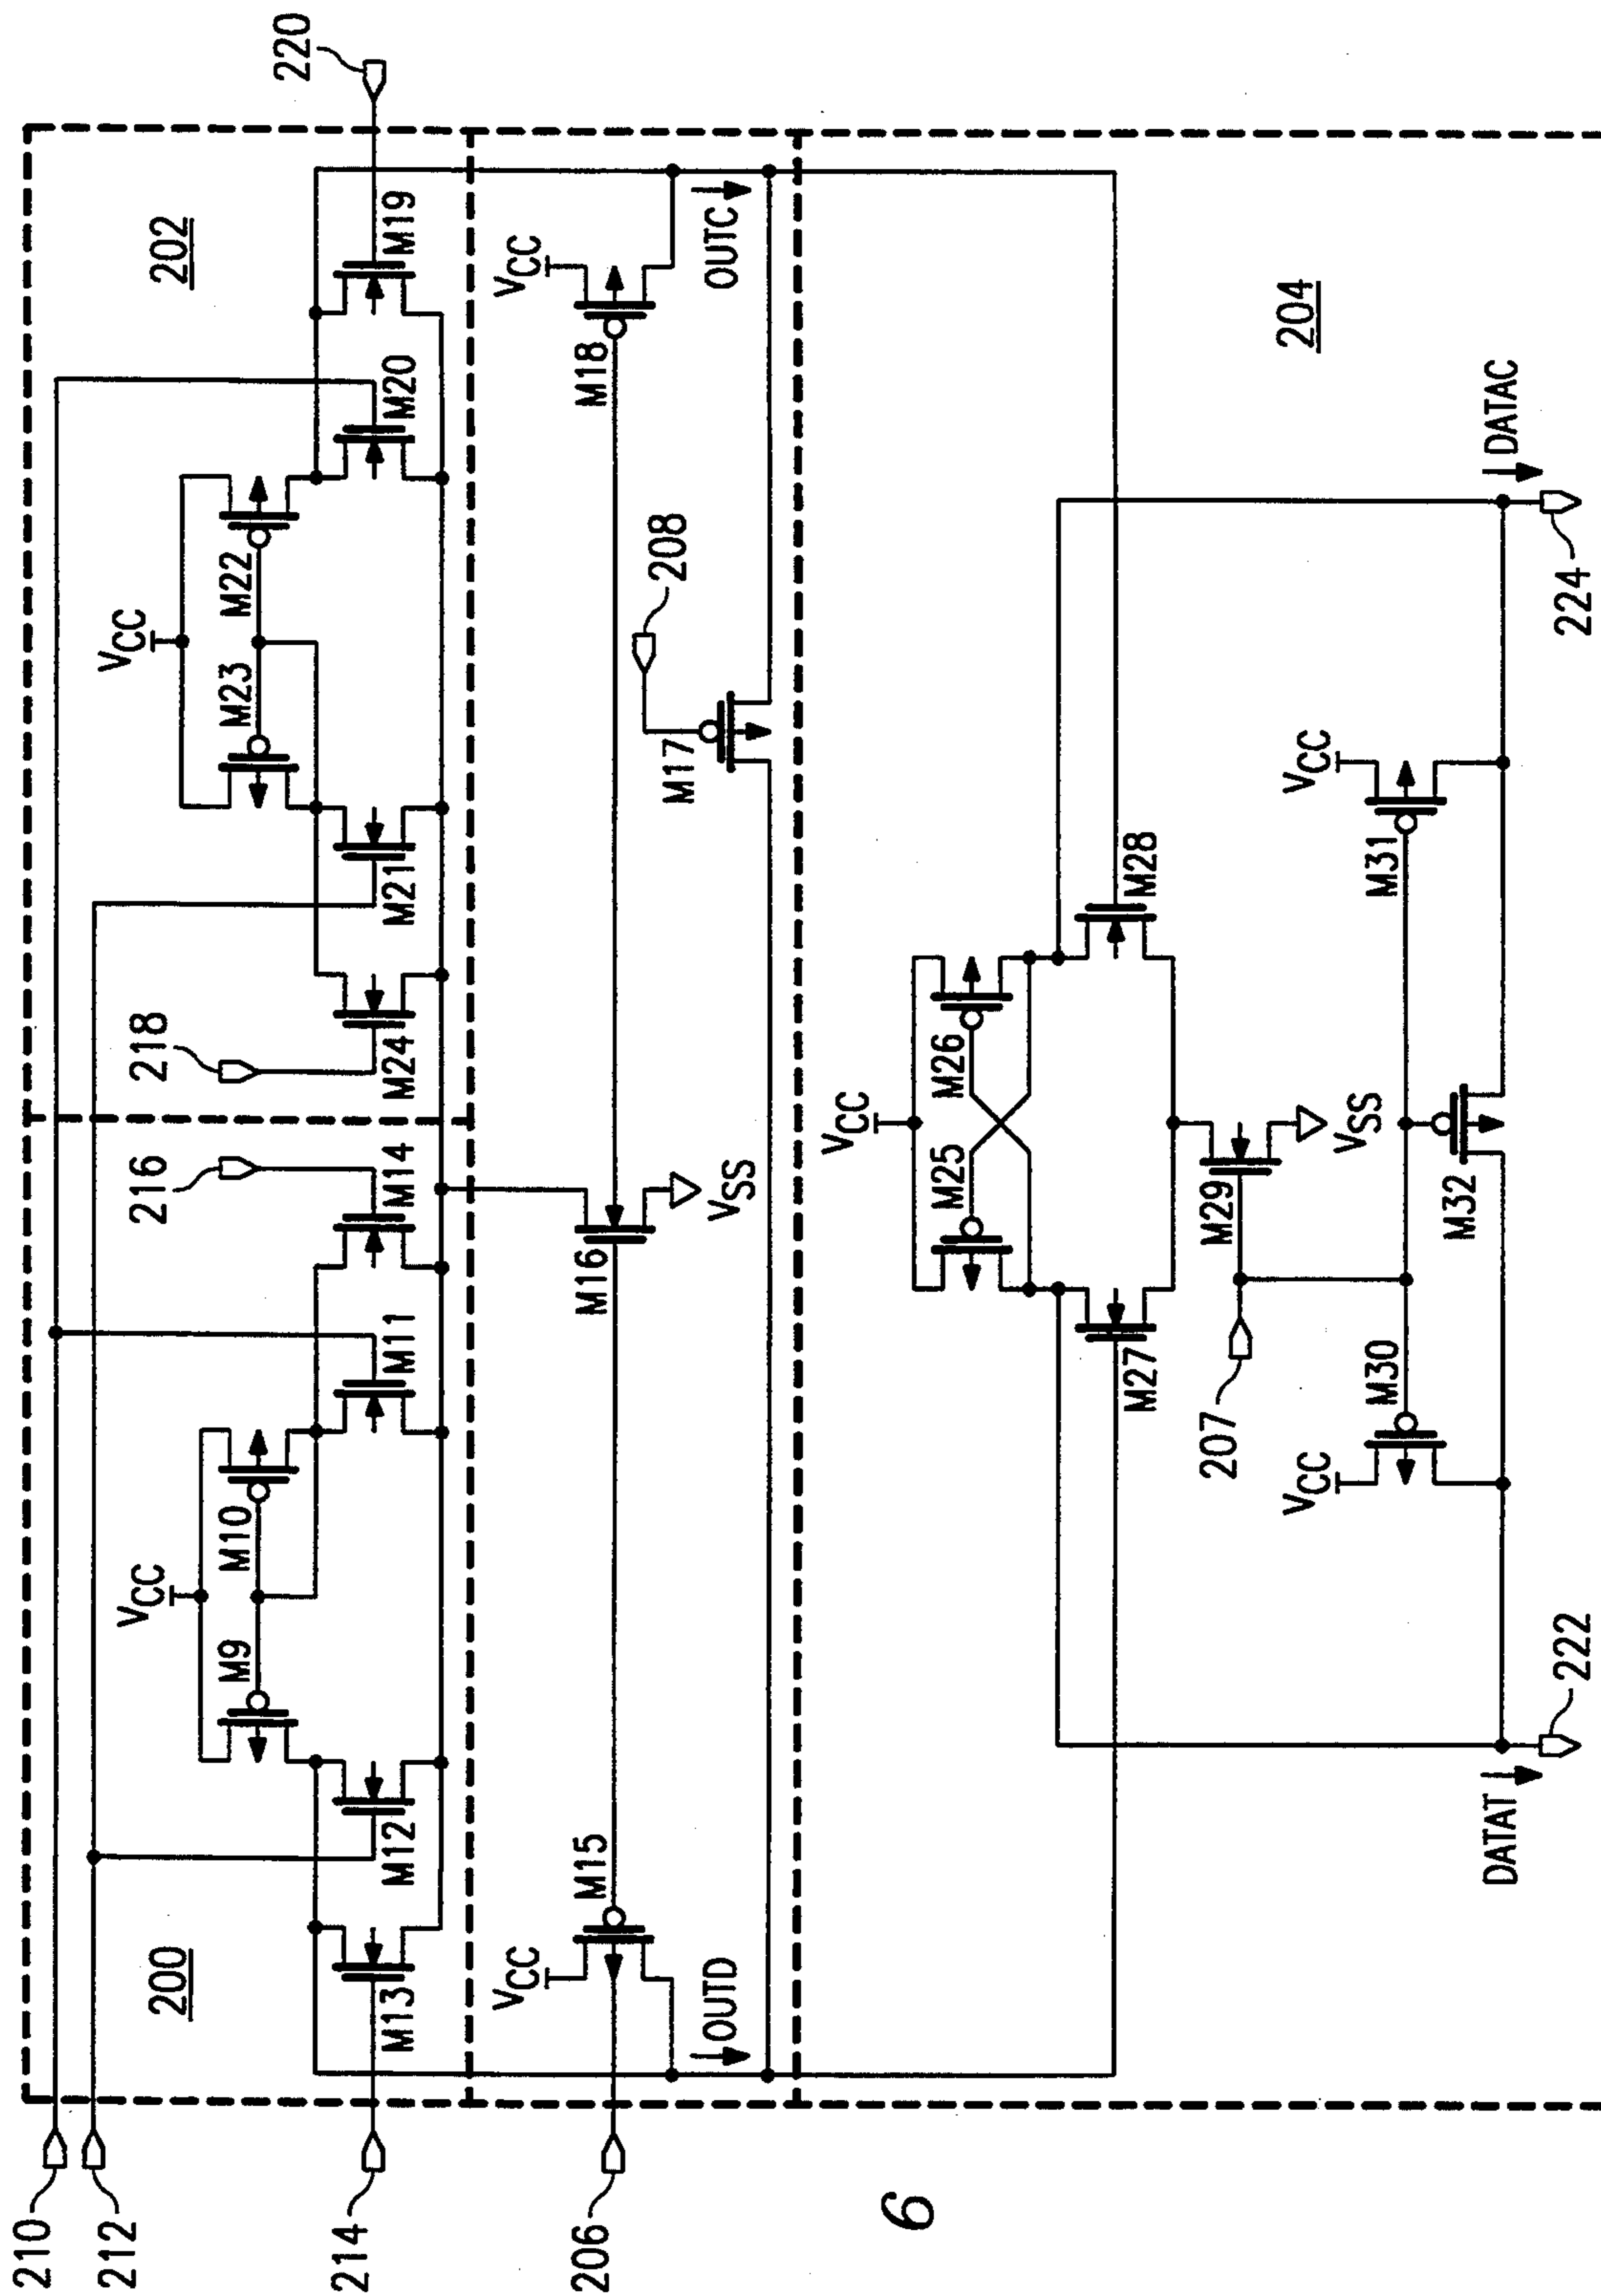 210
212
214
206
200
202
204
220
VCC
M9
M10
M11
M12
M13
M14
216
218
VCC
M23
M22
M24
M21
M20
M19
VCC
M15
M16
VSS
M17
208
M18
VCC
OUTD
OUTC
VCC
M25
M26
M27
M28
M29
VSS
207
VCC
M30
M31
VCC
M32
DATAT
222
DATAC
224
6